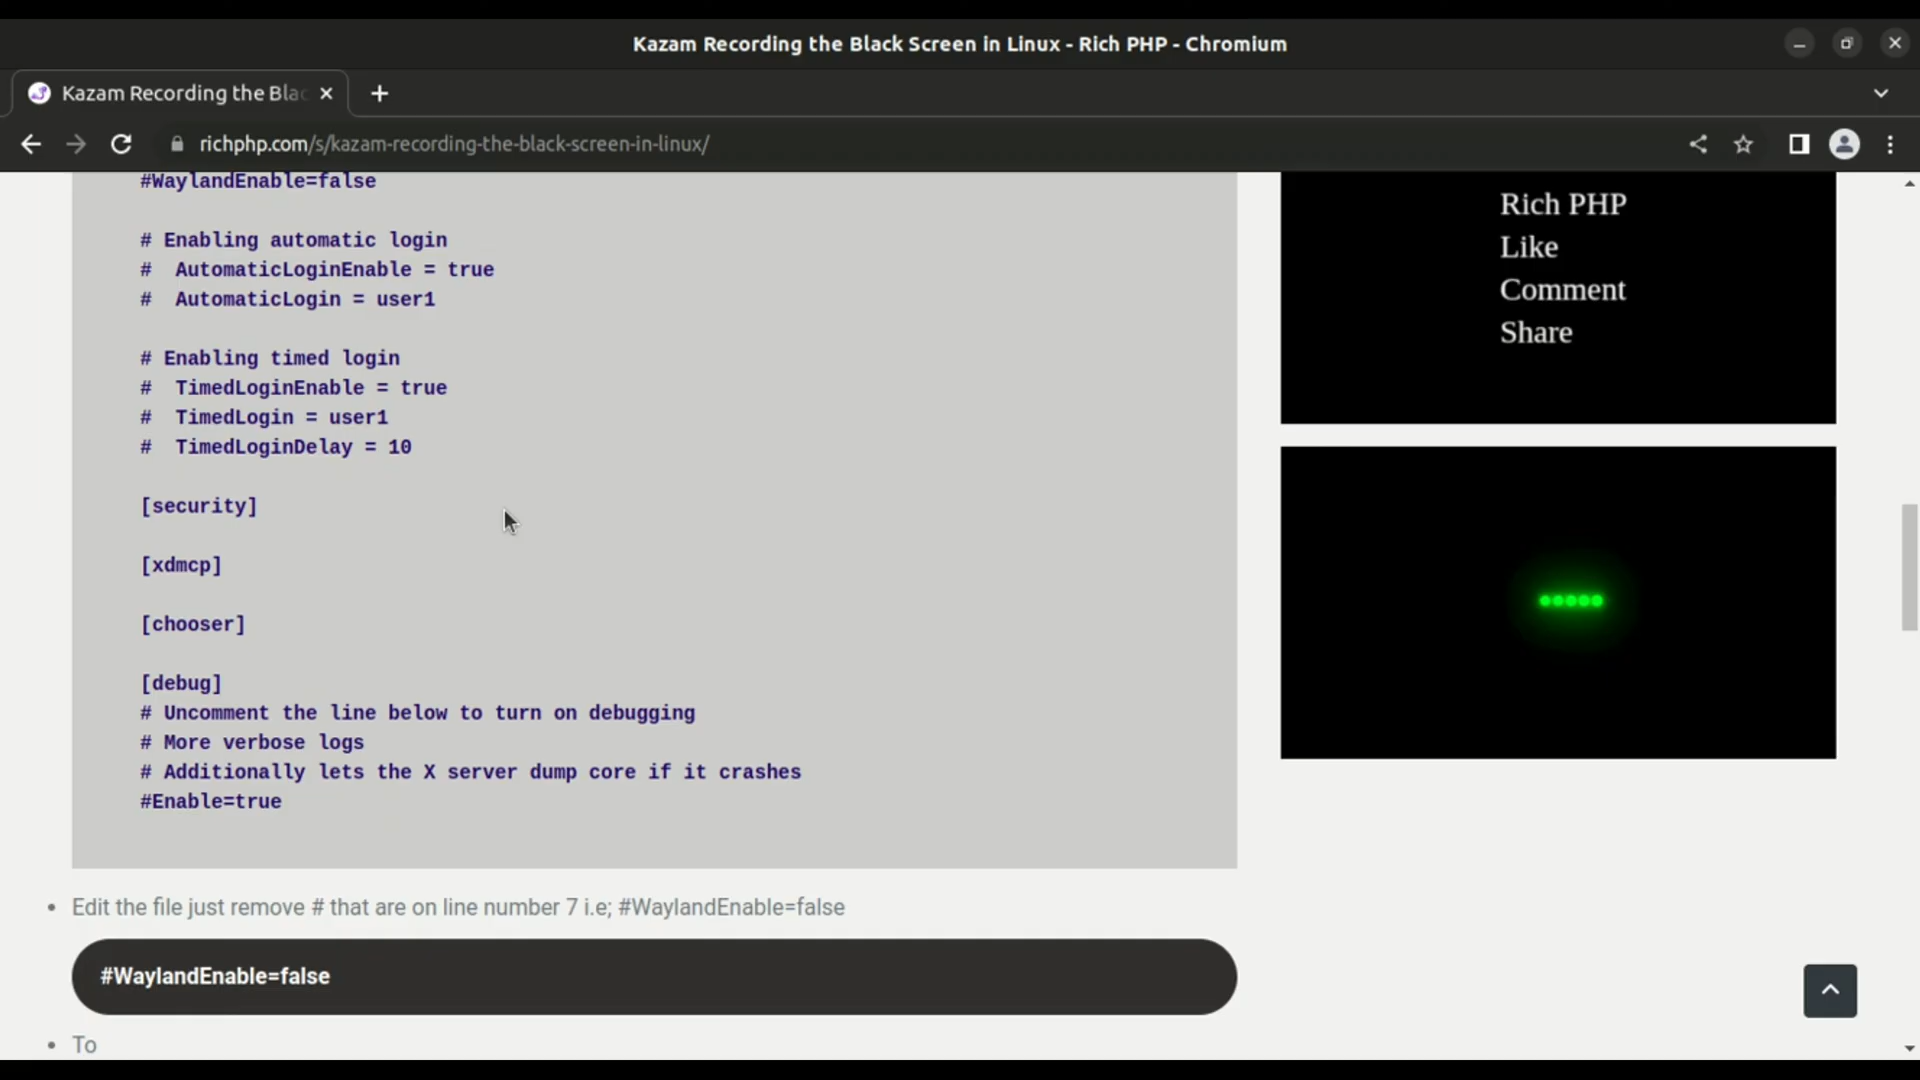 Kazam Recording the Black Screen in Linux - Rich PHP - Chromium
Kazam Recording the Blac
richphp.com/s/kazam-recording-the-black-screen-in-linux/
#WaylandEnable=false
# Enabling automatic login
#  AutomaticLoginEnable = true
#  AutomaticLogin = user1
# Enabling timed login
#  TimedLoginEnable = true
#  TimedLogin = user1
#  TimedLoginDelay = 10
[security]
[xdmcp]
[chooser]
[debug]
# Uncomment the line below to turn on debugging
# More verbose logs
# Additionally lets the X server dump core if it crashes
#Enable=true
• Edit the file just remove # that are on line number 7 i.e; #WaylandEnable=false
#WaylandEnable=false
• To
Rich PHP
Like
Comment
Share